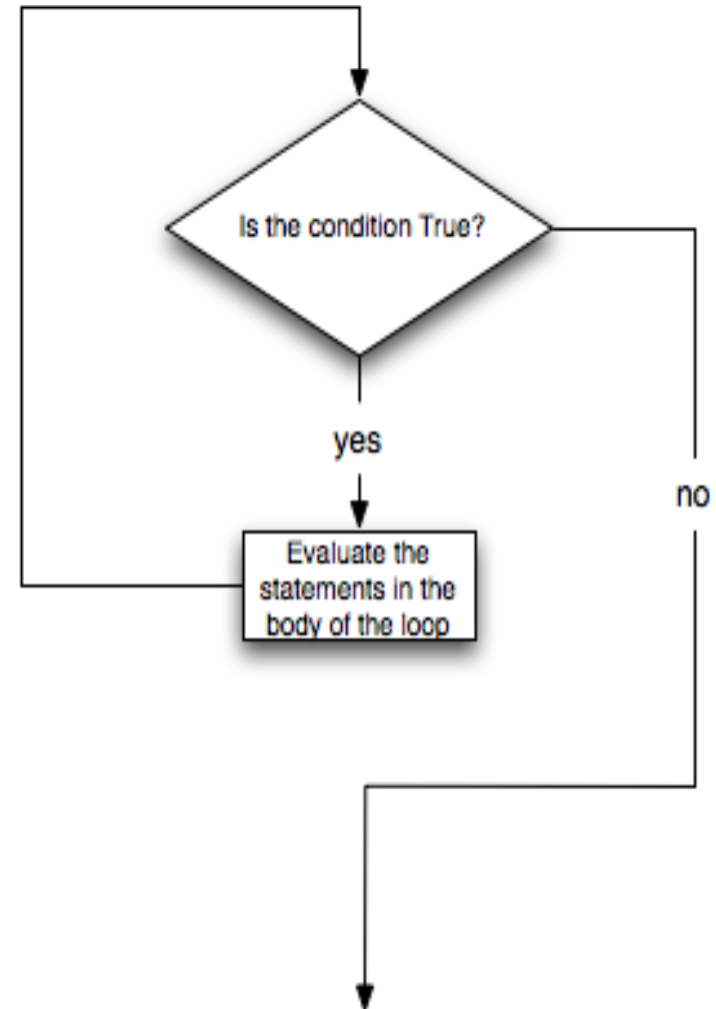 Is the condition True?
yes
no
Evaluate the
statements in the
body of the loop